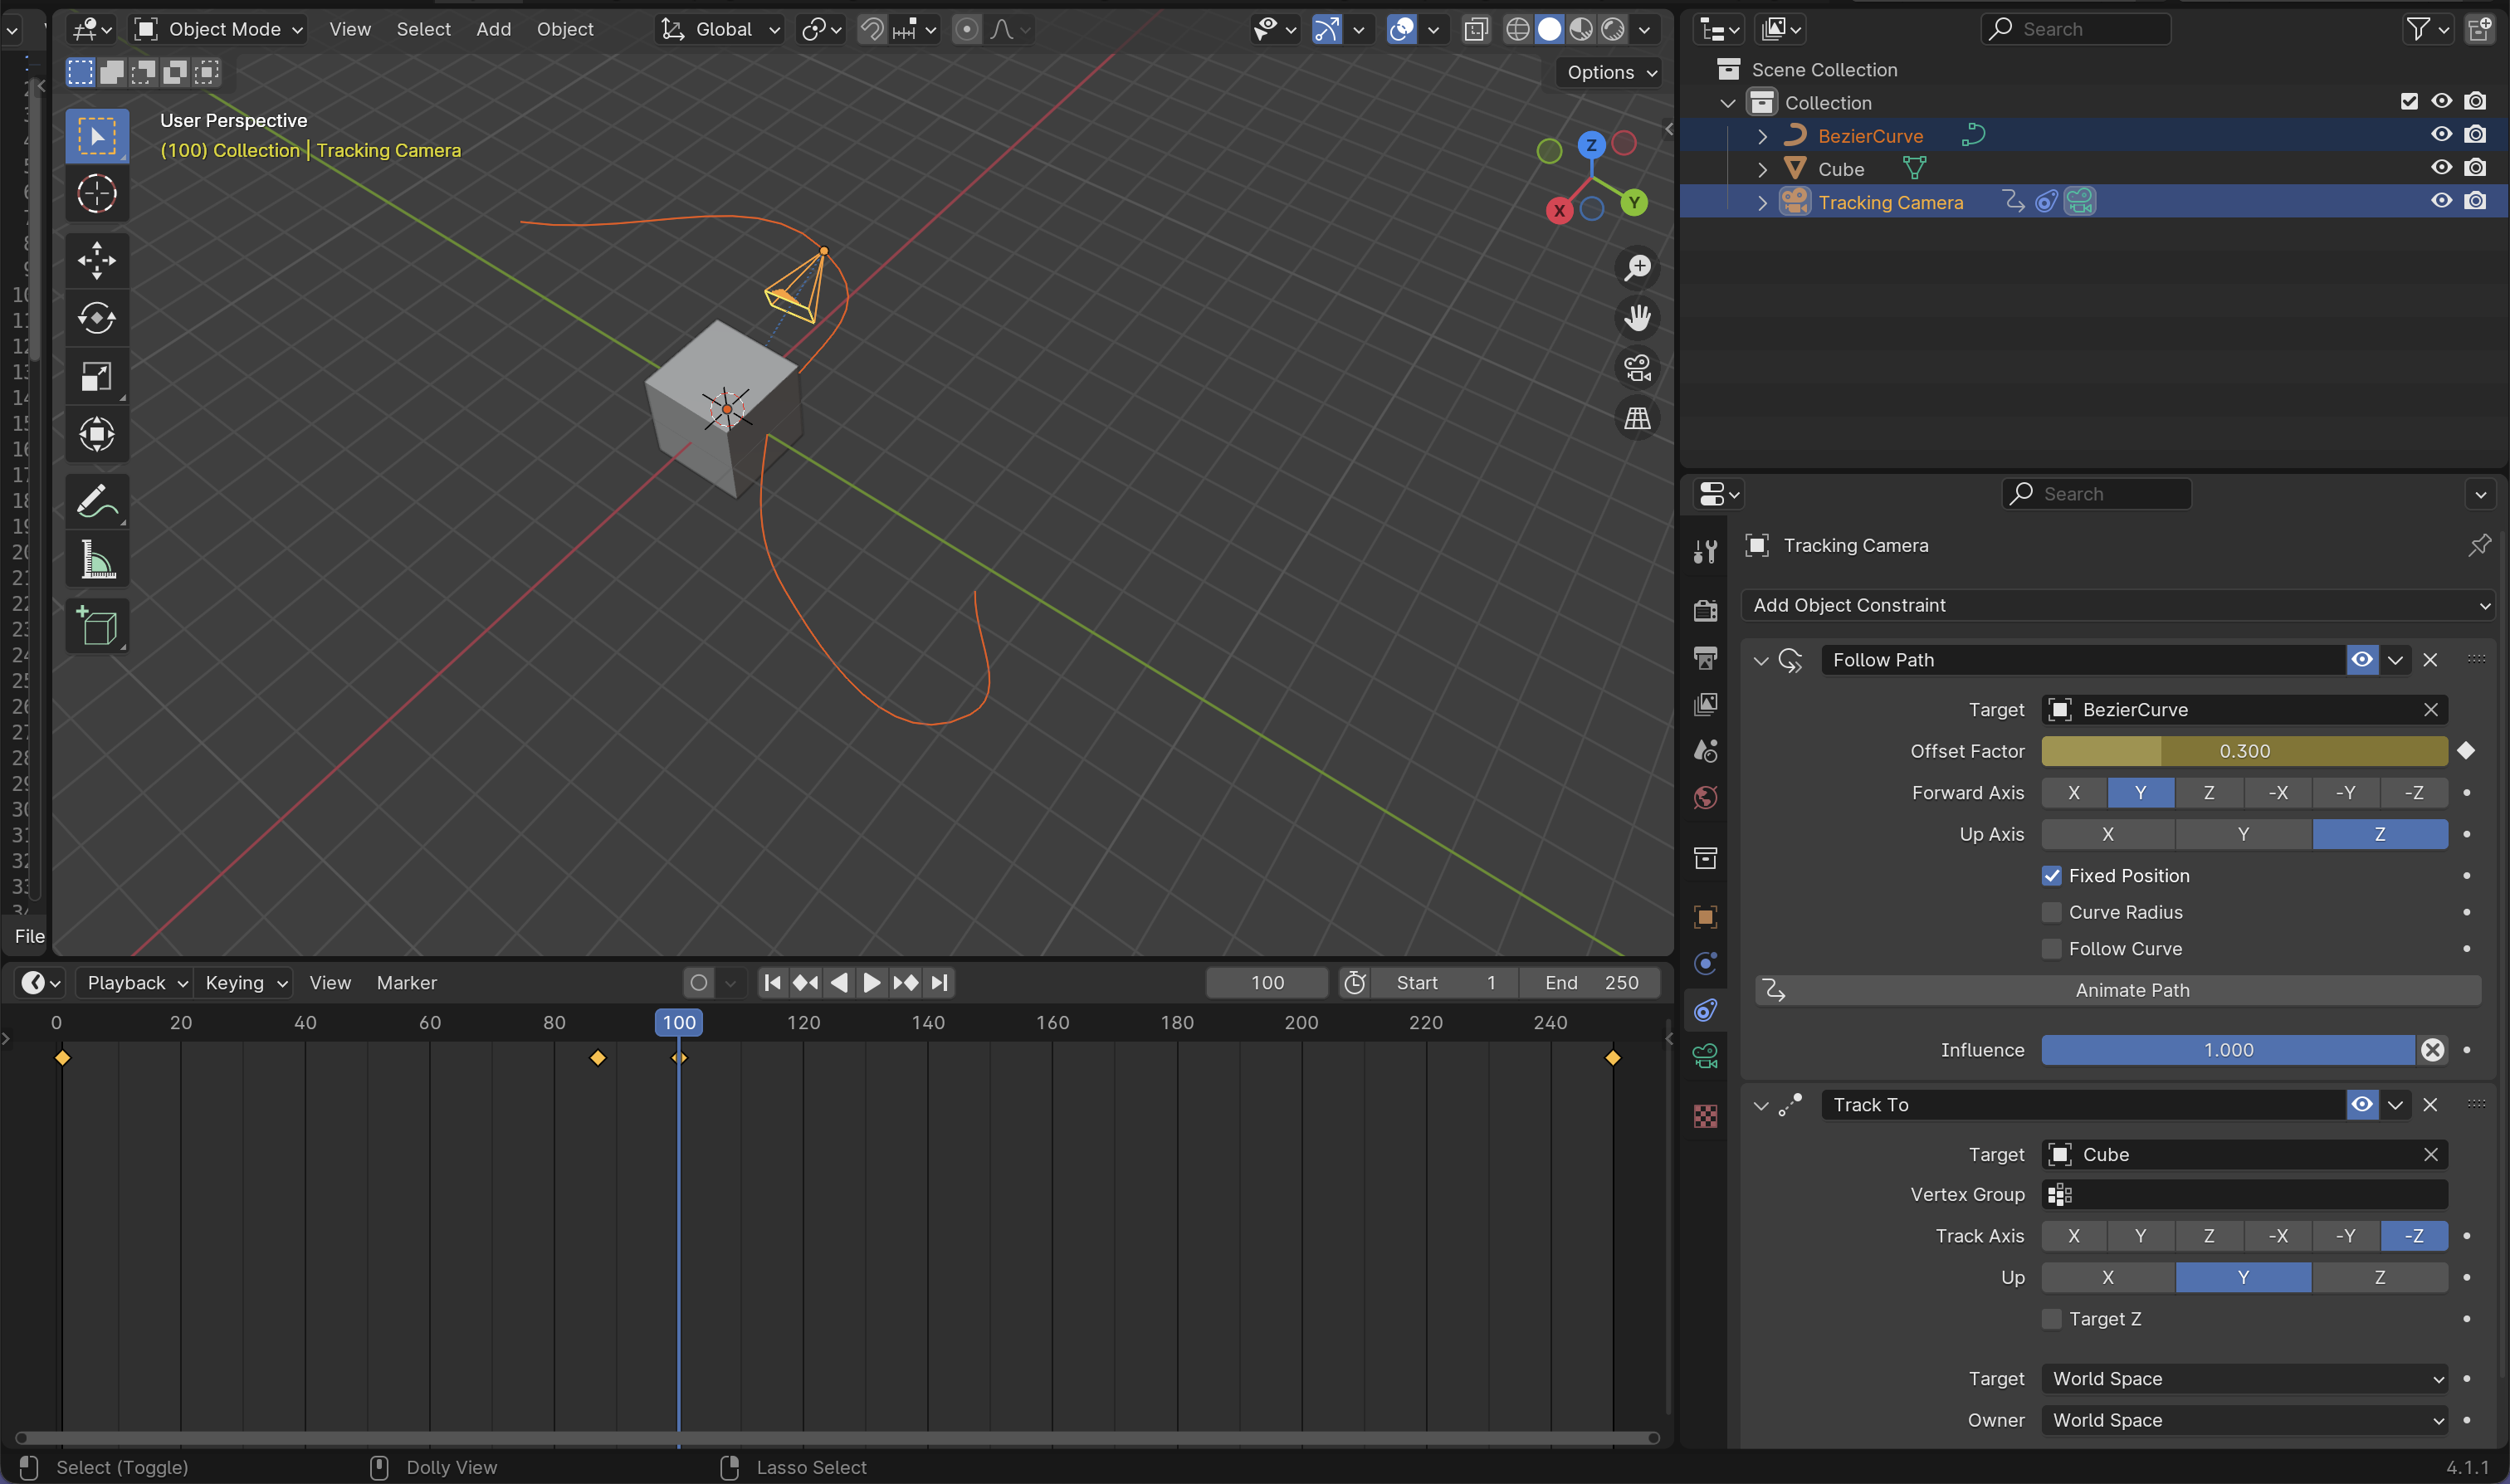 Object Mode View Select Add Object Global
Options
User Perspective
(100) Collection | Tracking Camera
Z
Y
X
File
Search
Scene Collection
Collection
BezierCurve
Cube
Tracking Camera
Search
Tracking Camera
Add Object Constraint
Follow Path
Target BezierCurve
Offset Factor 0.300
Forward Axis X Y Z -X -Y -Z
Up Axis X Y Z
Fixed Position
Curve Radius
Follow Curve
Animate Path
Influence 1.000
Track To
Target Cube
Vertex Group
Track Axis X Y Z -X -Y -Z
Up X Y Z
Target Z
Target World Space
Owner World Space
Playback Keying View Marker 100 Start 1 End 250
0 20 40 60 80 100 120 140 160 180 200 220 240
Select (Toggle) Dolly View Lasso Select 4.1.1